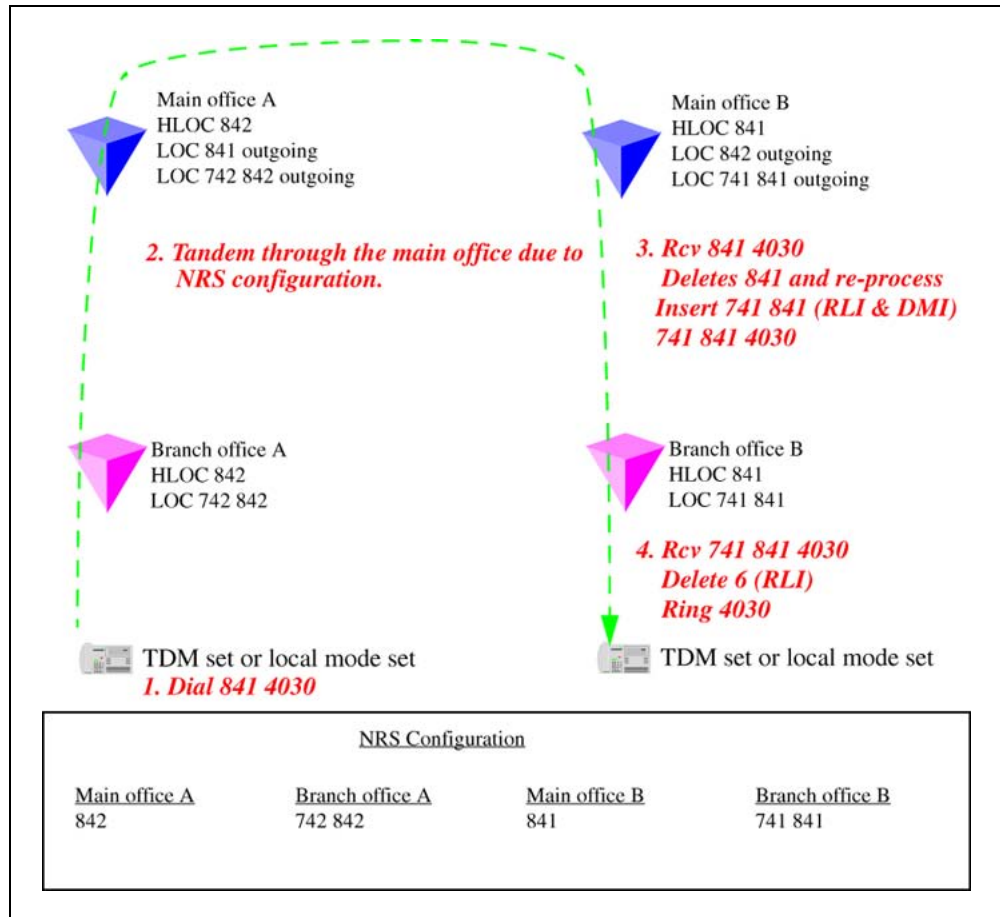 Main office A
HLOC 842
LOC 841 outgoing
LOC 742 842 outgoing
Main office B
HLOC 841
LOC 842 outgoing
LOC 741 841 outgoing
2. Tandem through the main office due to
NRS configuration.
3. Rcv 841 4030
Deletes 841 and re-process
Insert 741 841 (RLI & DMI)
741 841 4030
Branch office A
HLOC 842
LOC 742 842
Branch office B
HLOC 841
LOC 741 841
4. Rcv 741 841 4030
Delete 6 (RLI)
Ring 4030
TDM set or local mode set
1. Dial 841 4030
TDM set or local mode set
NRS Configuration
Main office A
842
Branch office A
742 842
Main office B
841
Branch office B
741 841